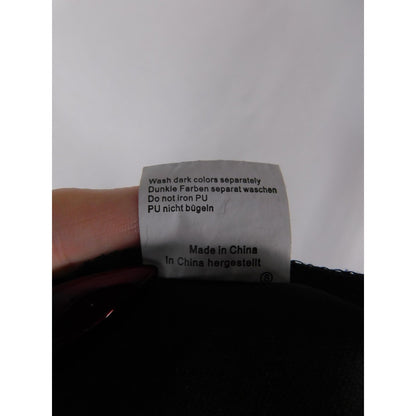 Wash dark colors separately
Dunkle Farben separat waschen
Do not iron PU
PU nicht bügeln
Made in China
In China hergestellt